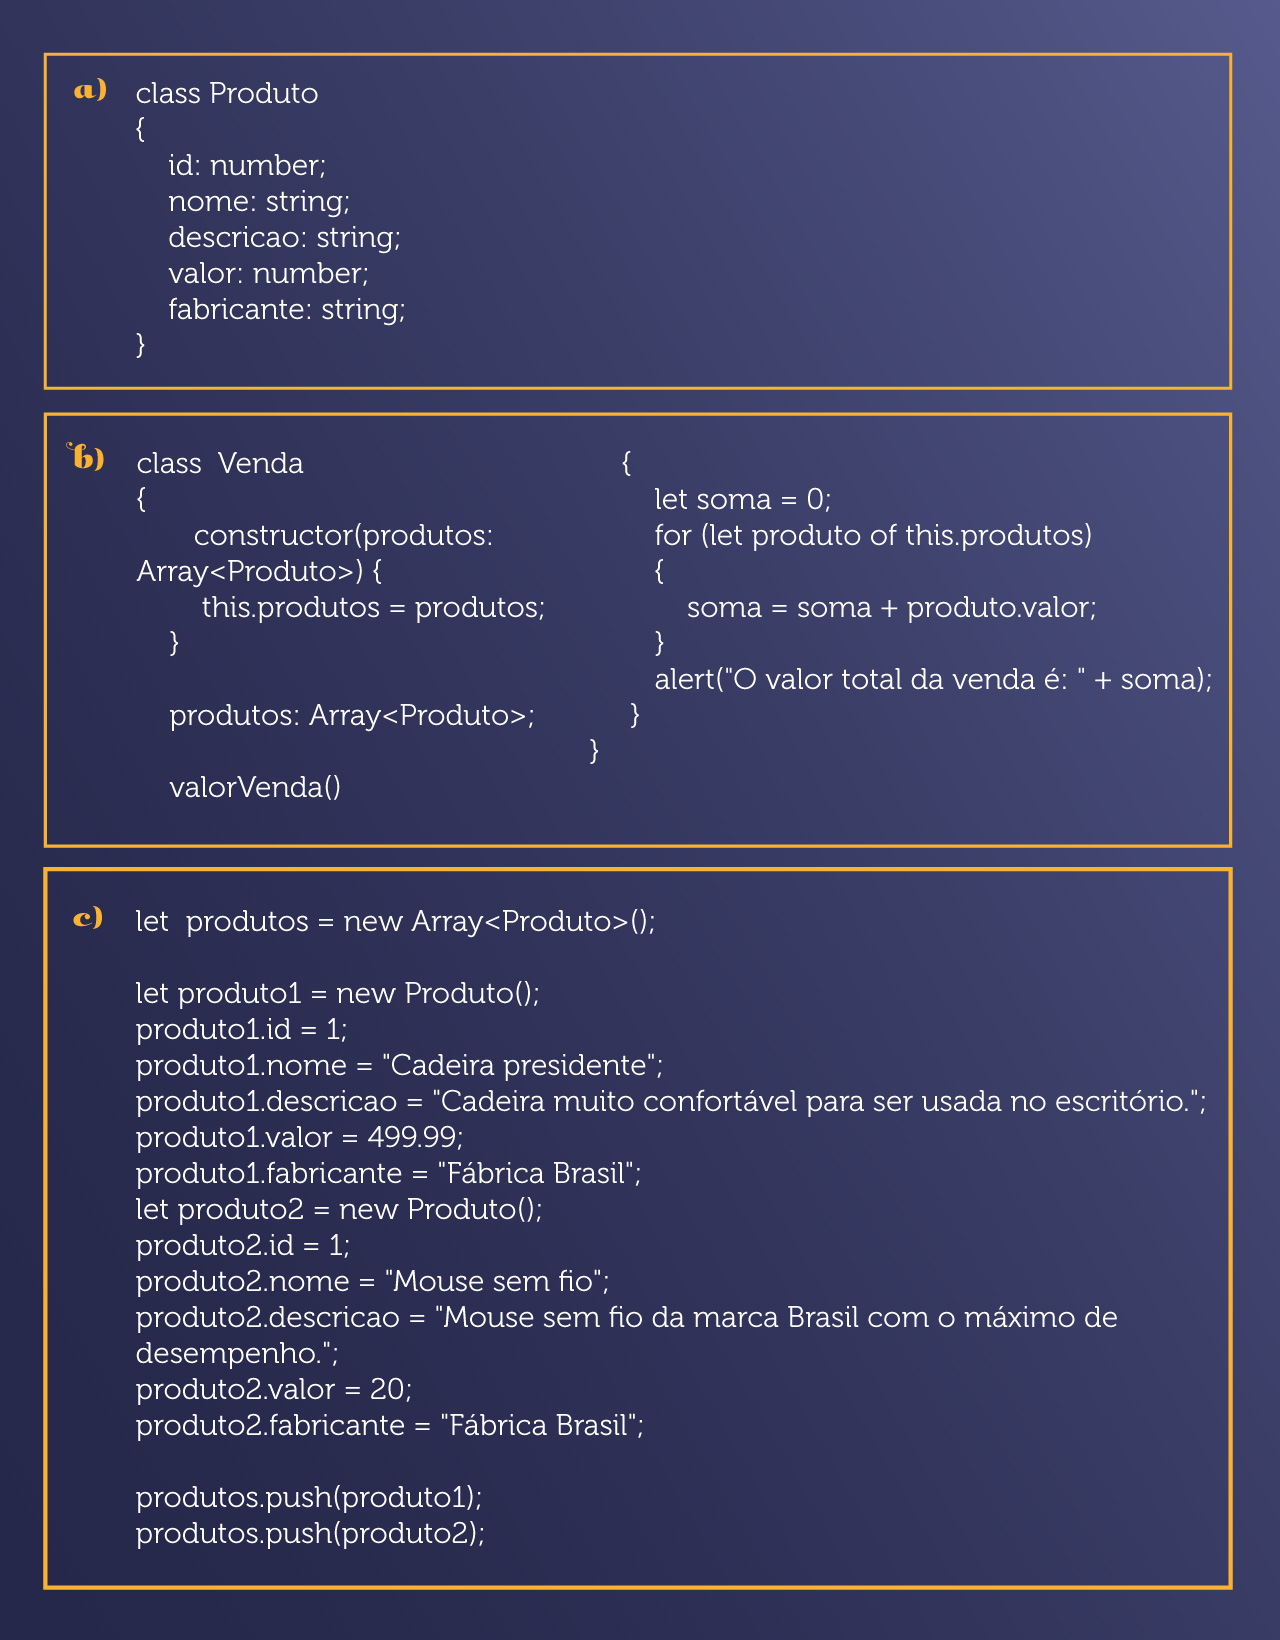 a)
class Produto
{
id: number;
nome: string;
descricao: string;
valor: number;
fabricante: string;
}
b)
class  Venda
{
constructor(produtos:
Array<Produto>) {
this.produtos = produtos;
}
produtos: Array<Produto>;
valorVenda()
{
let soma = 0;
for (let produto of this.produtos)
{
soma = soma + produto.valor;
}
alert("O valor total da venda é: " + soma);
}
}
c)
let  produtos = new Array<Produto>();
let produto1 = new Produto();
produto1.id = 1;
produto1.nome = "Cadeira presidente";
produto1.descricao = "Cadeira muito confortável para ser usada no escritório.";
produto1.valor = 499.99;
produto1.fabricante = "Fábrica Brasil";
let produto2 = new Produto();
produto2.id = 1;
produto2.nome = "Mouse sem fio";
produto2.descricao = "Mouse sem fio da marca Brasil com o máximo de
desempenho.";
produto2.valor = 20;
produto2.fabricante = "Fábrica Brasil";
produtos.push(produto1);
produtos.push(produto2);